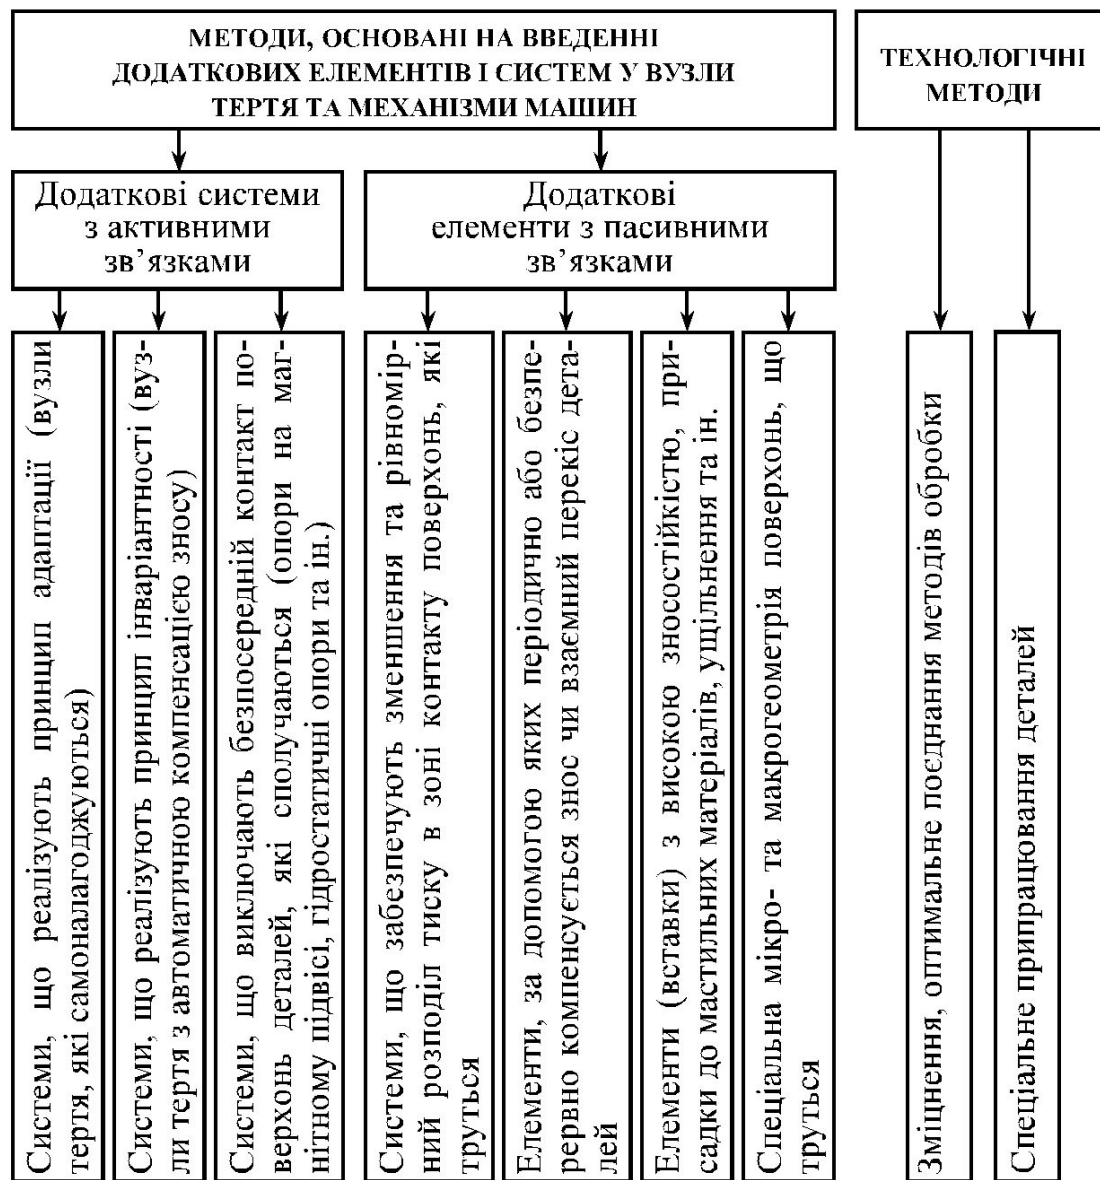 МЕТОДИ, ОСНОВАНІ НА ВВЕДЕННІ
ДОДАТКОВИХ ЕЛЕМЕНТІВ І СИСТЕМ У ВУЗЛИ
ТЕРТЯ ТА МЕХАНІЗМИ МАШИН
ТЕХНОЛОГІЧНІ
МЕТОДИ
Додаткові системи
з активними
зв’язками
Додаткові
елементи з пасивними
зв’язками
Системи, що реалізують принцип адаптації (вузли
тертя, які самоналагоджуються)
Системи, що реалізують принцип інваріантності (вуз-
ли тертя з автоматичною компенсацією зносу)
Системи, що виключають безпосередній контакт по-
верхонь деталей, які сполучаються (опори на маг-
нітному підвісі, гідростатичні опори та ін.)
Системи, що забезпечують зменшення та рівномір-
ний розподіл тиску в зоні контакту поверхонь, які
труться
Елементи, за допомогою яких періодично або безпе-
рервно компенсується знос чи взаємний перекіс дета-
лей
Елементи (вставки) з високою зносостійкістю, при-
садки до мастильних матеріалів, ущільнення та ін.
Спеціальна мікро- та макрогеометрія поверхонь, що
труться
Зміцнення, оптимальне поєднання методів обробки
Спеціальне припрацювання деталей